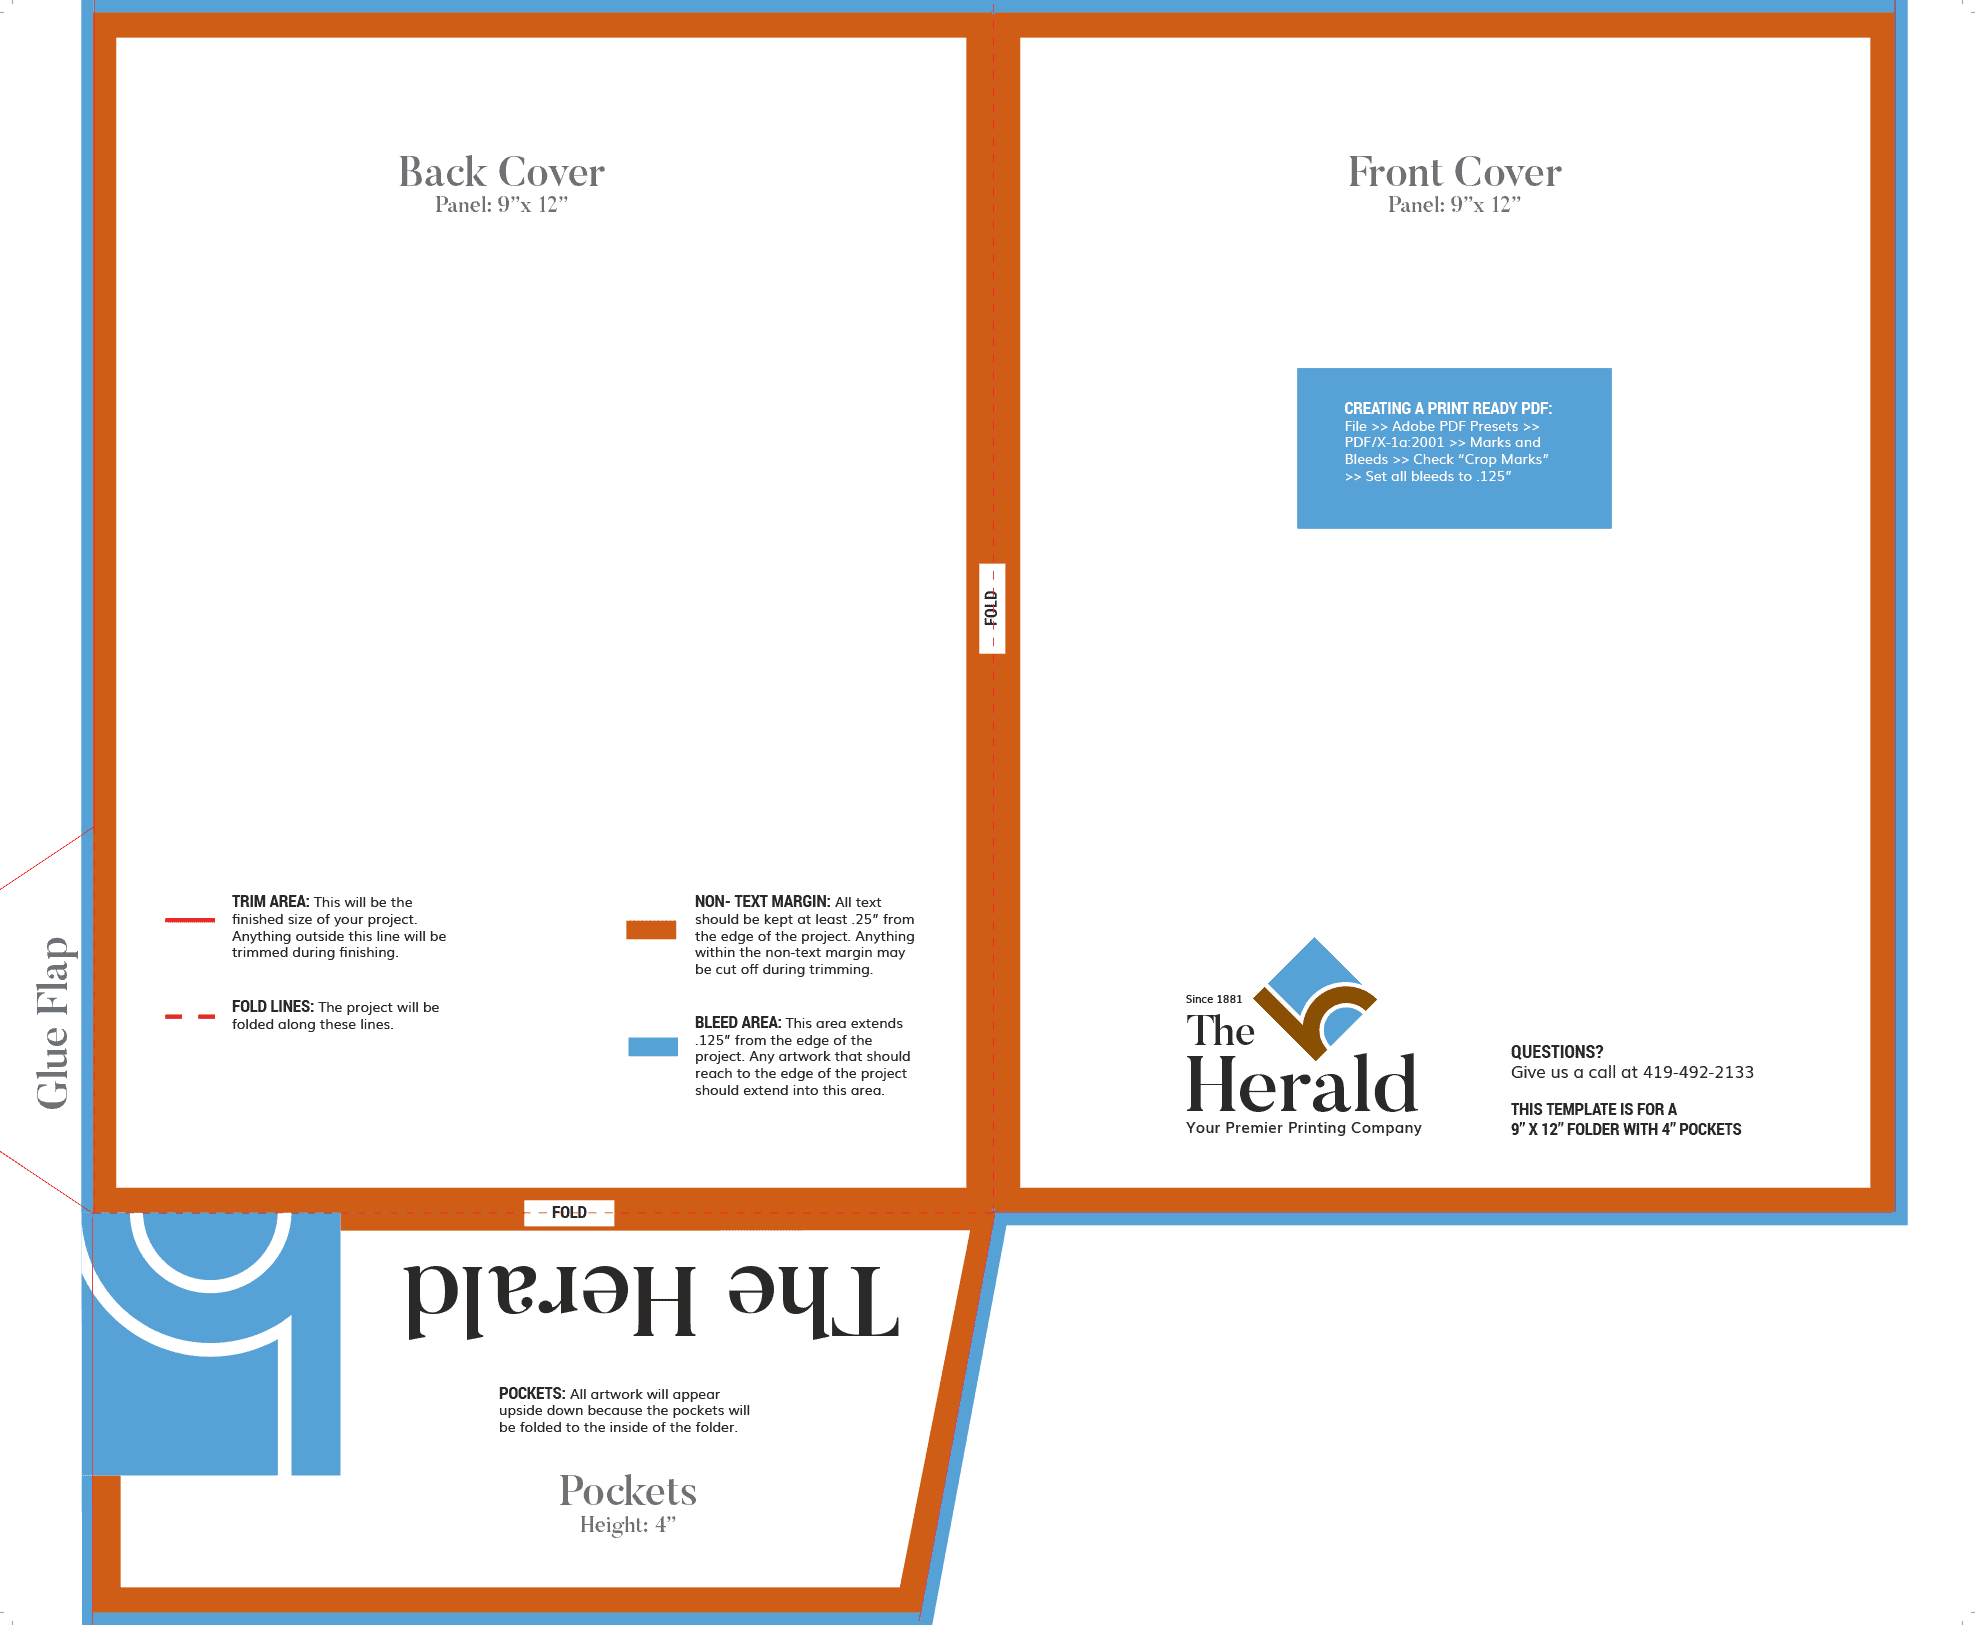 Back Cover
Panel: 9”x 12”
Front Cover
Panel: 9”x 12”
CREATING A PRINT READY PDF:
File >> Adobe PDF Presets >>
PDF/X-1a:2001 >> Marks and
Bleeds >> Check “Crop Marks”
>> Set all bleeds to .125”
FOLD
TRIM AREA: This will be the
finished size of your project.
Anything outside this line will be
trimmed during finishing.
FOLD LINES: The project will be
folded along these lines.
NON- TEXT MARGIN: All text
should be kept at least .25” from
the edge of the project. Anything
within the non-text margin may
be cut off during trimming.
BLEED AREA: This area extends
.125” from the edge of the
project. Any artwork that should
reach to the edge of the project
should extend into this area.
Glue Flap
Since 1881
The
Herald
Your Premier Printing Company
QUESTIONS?
Give us a call at 419-492-2133
THIS TEMPLATE IS FOR A
9” X 12” FOLDER WITH 4” POCKETS
FOLD
The Herald
POCKETS: All artwork will appear
upside down because the pockets will
be folded to the inside of the folder.
Pockets
Height: 4”